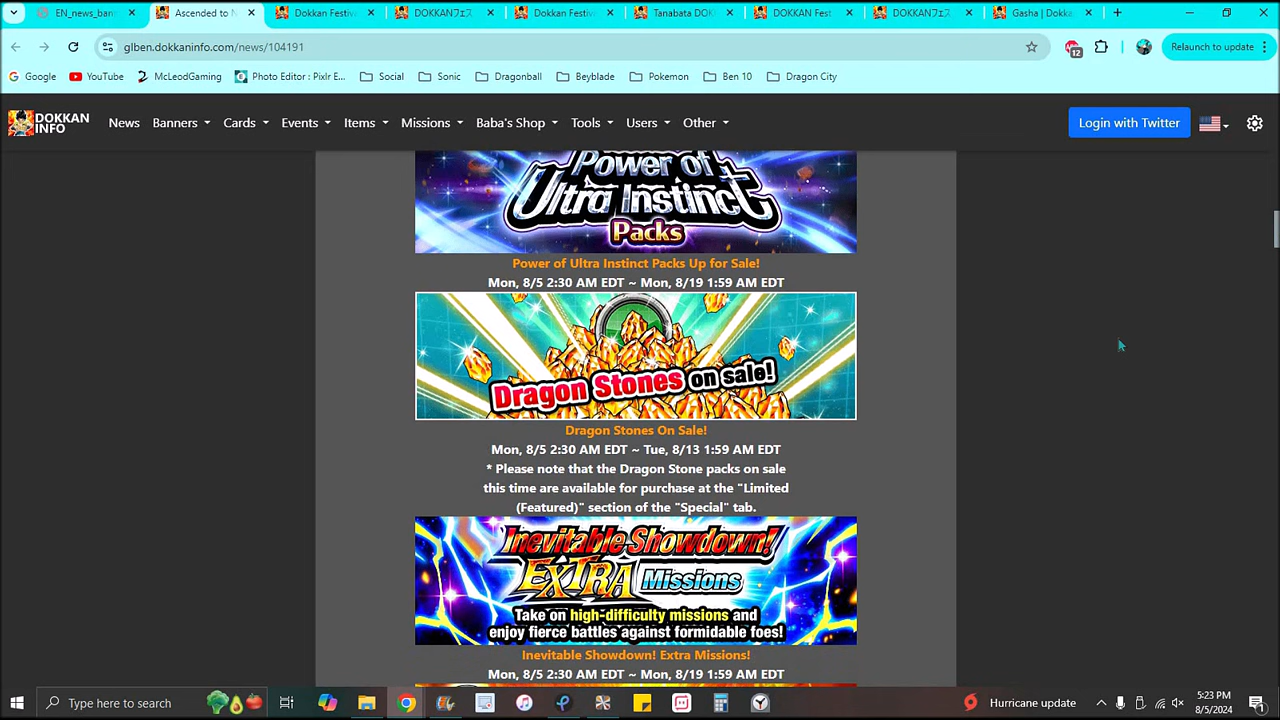 EN_news_ban
Ascended to N
Dokkan Festiv
DOKKANフェス
Dokkan Festiv
Tanabata DOK
DOKKAN Fest
DOKKANフェス
Gasha | Dokka
glben.dokkaninfo.com/news/104191
12
Relaunch to update
Google
YouTube
McLeodGaming
Photo Editor : Pixlr E...
Social
Sonic
Dragonball
Beyblade
Pokemon
Ben 10
Dragon City
DOKKAN
INFO
News
Banners
Cards
Events
Items
Missions
Baba's Shop
Tools
Users
Other
Login with Twitter
Power of
Ultra Instinct
Packs
Power of Ultra Instinct Packs Up for Sale!
Mon, 8/5 2:30 AM EDT ~ Mon, 8/19 1:59 AM EDT
Dragon Stones on sale!
Dragon Stones On Sale!
Mon, 8/5 2:30 AM EDT ~ Tue, 8/13 1:59 AM EDT
* Please note that the Dragon Stone packs on sale
this time are available for purchase at the "Limited
(Featured)" section of the "Special" tab.
Inevitable Showdown!
EXTRA Missions
Take on high-difficulty missions and
enjoy fierce battles against formidable foes!
Inevitable Showdown! Extra Missions!
Mon, 8/5 2:30 AM EDT ~ Mon, 8/19 1:59 AM EDT
Type here to search
Hurricane update
5:23 PM
8/5/2024
1